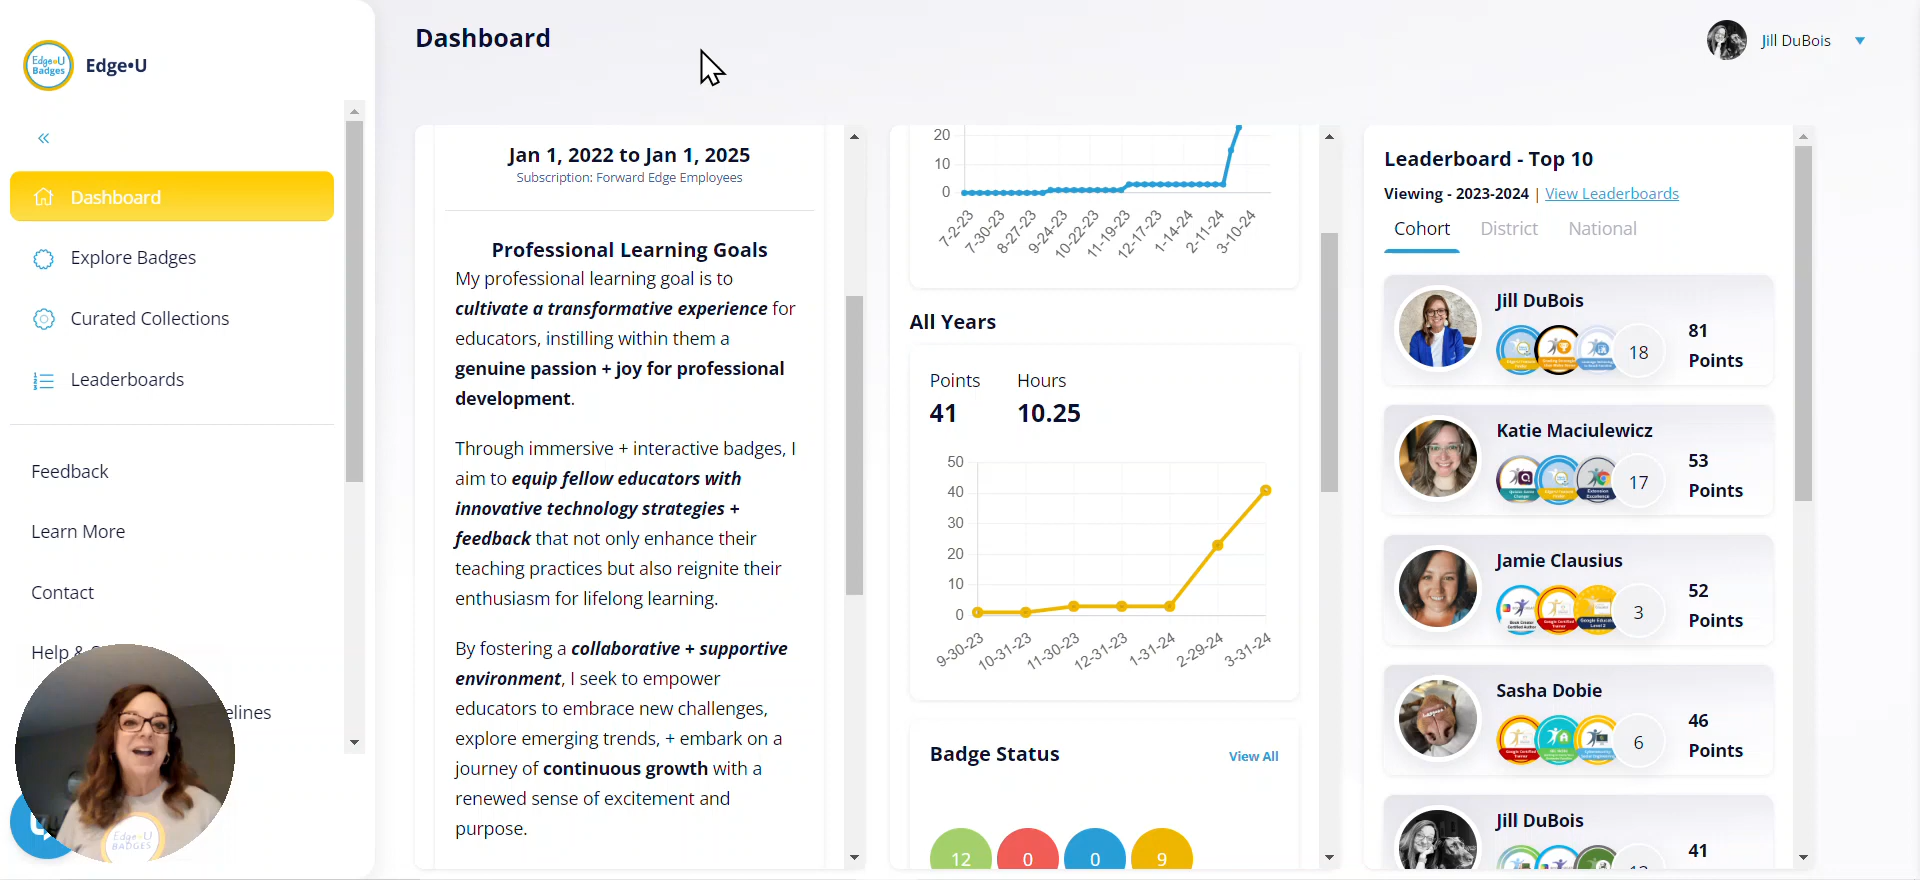 Edge•U Badges
Edge•U
«
Dashboard
Explore Badges
Curated Collections
Leaderboards
Feedback
Learn More
Contact
Help &
elines
Edge•U
BADGES
Dashboard
Jill DuBois
Jan 1, 2022 to Jan 1, 2025
Subscription: Forward Edge Employees
Professional Learning Goals
My professional learning goal is to
cultivate a transformative experience for
educators, instilling within them a
genuine passion + joy for professional
development.
Through immersive + interactive badges, I
aim to equip fellow educators with
innovative technology strategies +
feedback that not only enhance their
teaching practices but also reignite their
enthusiasm for lifelong learning.
By fostering a collaborative + supportive
environment, I seek to empower
educators to embrace new challenges,
explore emerging trends, + embark on a
journey of continuous growth with a
renewed sense of excitement and
purpose.
20
10
0
7-2-23
7-30-23
8-27-23
9-24-23
10-22-23
11-19-23
12-17-23
1-14-24
2-11-24
3-10-24
All Years
Points Hours
41 10.25
50
40
30
20
10
0
9-30-23
10-31-23
11-30-23
12-31-23
1-31-24
2-29-24
3-31-24
Badge Status View All
12 0 0 9
Leaderboard - Top 10
Viewing - 2023-2024 | View Leaderboards
Cohort District National
Jill DuBois
18
81
Points
Katie Maciulewicz
17
53
Points
Jamie Clausius
3
52
Points
Sasha Dobie
6
46
Points
Jill DuBois
41